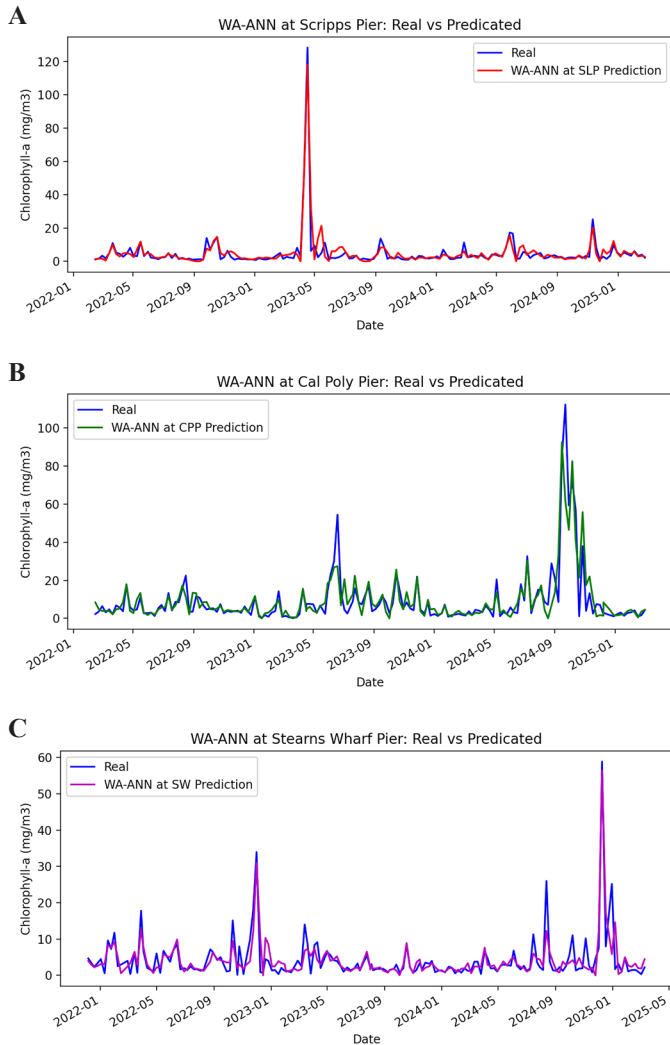 A
WA-ANN at Scripps Pier: Real vs Predicated
Real
WA-ANN at SLP Prediction
Chlorophyll-a (mg/m3)
120
100
80
60
40
20
0
2022-01
2022-05
2022-09
2023-01
2023-05
2023-09
2024-01
2024-05
2024-09
2025-01
Date
B
WA-ANN at Cal Poly Pier: Real vs Predicated
Real
WA-ANN at CPP Prediction
Chlorophyll-a (mg/m3)
100
80
60
40
20
0
2022-01
2022-05
2022-09
2023-01
2023-05
2023-09
2024-01
2024-05
2024-09
2025-01
Date
C
WA-ANN at Stearns Wharf Pier: Real vs Predicated
Real
WA-ANN at SW Prediction
Chlorophyll-a (mg/m3)
60
50
40
30
20
10
0
2022-01
2022-05
2022-09
2023-01
2023-05
2023-09
2024-01
2024-05
2024-09
2025-01
2025-05
Date